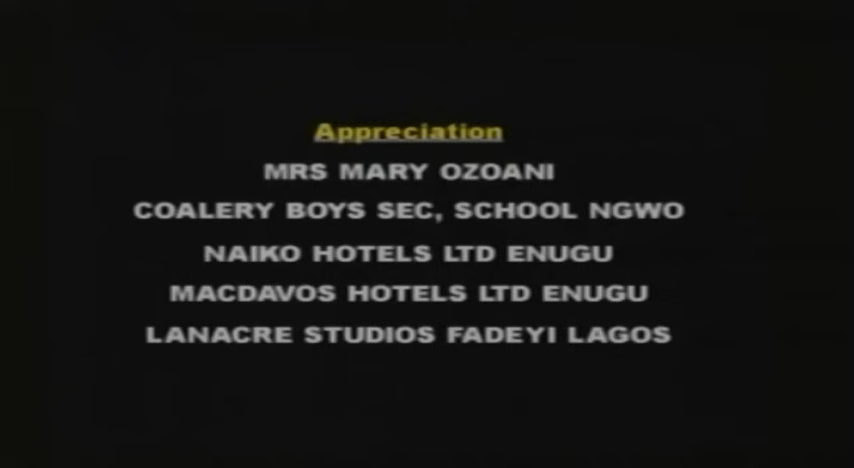 Appreciation
MRS MARY OZOANI
COALERY BOYS SEC, SCHOOL NGWO
NAIKO HOTELS LTD ENUGU
MACDAVOS HOTELS LTD ENUGU
LANACRE STUDIOS FADEYI LAGOS